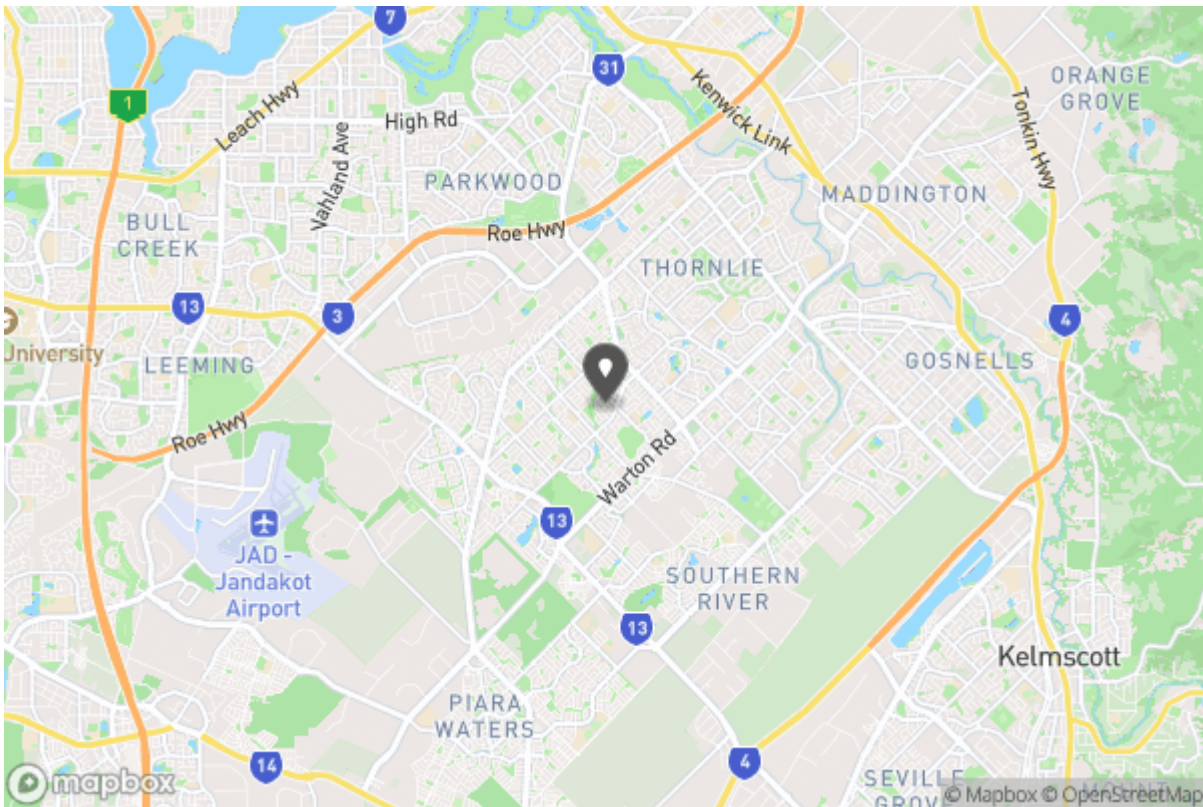 7
1
31
ORANGE
GROVE
Leach Hwy
High Rd
Kenwick Link
Tonkin Hwy
Vahland Ave
PARKWOOD
MADDINGTON
BULL
CREEK
Roe Hwy
THORNLIE
13
3
4
University
LEEMING
GOSNELLS
Roe Hwy
Warton Rd
13
JAD -
Jandakot
Airport
SOUTHERN
RIVER
13
Kelmscott
PIARA
WATERS
14
4
SEVILLE
GROVE
mapbox
© Mapbox © OpenStreetMap